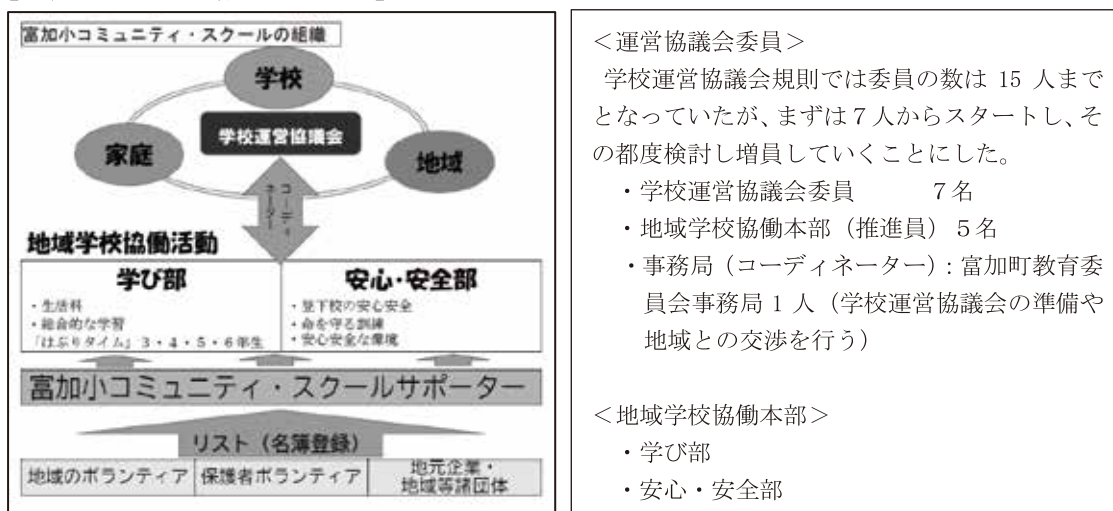 富加小コミュニティ・スクールの組織
学校
学校運営協議会
家庭
地域
コーディネーター
地域学校協働活動
学び部
・生活科
・総合的な学習
「はぶりタイム」3・4・5・6年生
安心・安全部
・登下校の安心安全
・命を守る訓練
・安心安全な環境
富加小コミュニティ・スクールサポーター
リスト（名簿登録）
地域のボランティア
保護者ボランティア
地元企業・
地域等諸団体
＜運営協議会委員＞
学校運営協議会規則では委員の数は 15 人まで
となっていたが、まずは７人からスタートし、そ
の都度検討し増員していくことにした。
・学校運営協議会委員　　　７名
・地域学校協働本部（推進員）５名
・事務局（コーディネーター）：富加町教育委
員会事務局１人（学校運営協議会の準備や
地域との交渉を行う）
＜地域学校協働本部＞
・学び部
・安心・安全部